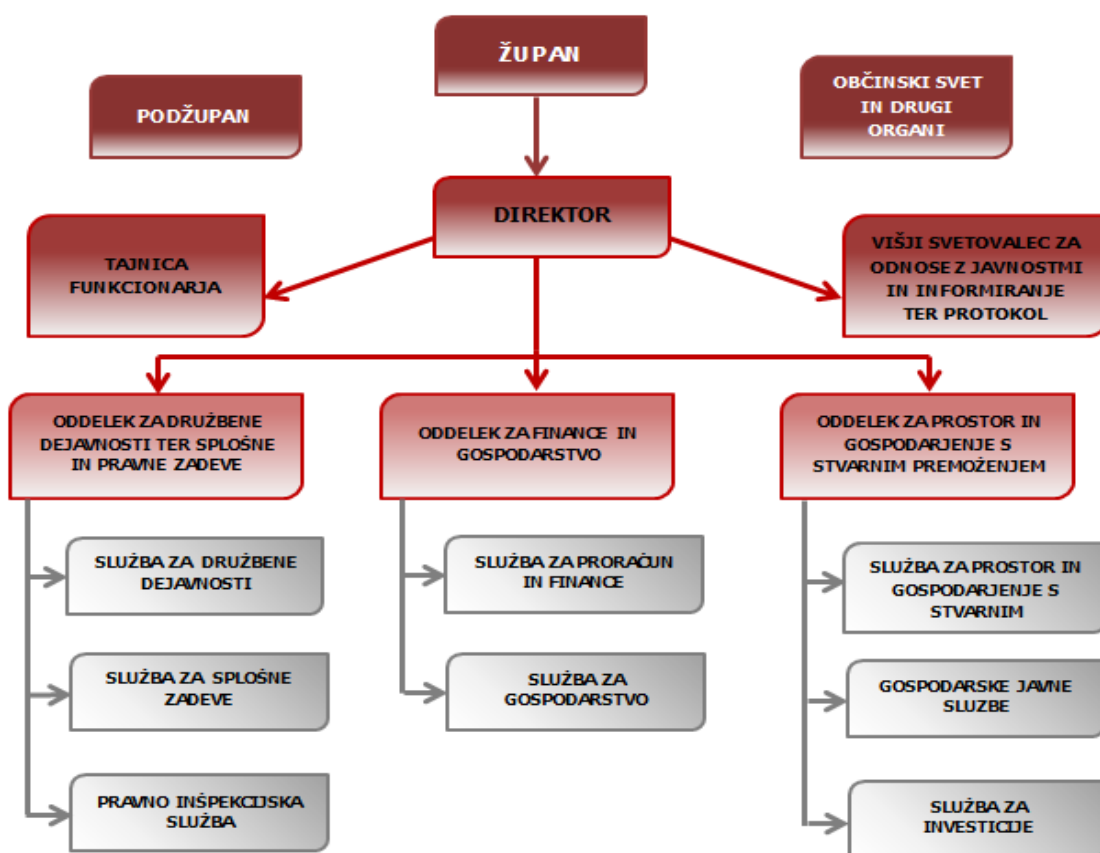 ŽUPAN
PODŽUPAN
OBČINSKI SVET
IN DRUGI
ORGANI
DIREKTOR
TAJNICA
FUNKCIONARJA
VIŠJI SVETOVALEC ZA
ODNOSE Z JAVNOSTMI
IN INFORMIRANJE
TER PROTOKOL
ODDELEK ZA DRUŽBENE
DEJAVNOSTI TER SPLOŠNE
IN PRAVNE ZADEVE
ODDELEK ZA FINANCE IN
GOSPODARSTVO
ODDELEK ZA PROSTOR IN
GOSPODARJENJE S
STVARNIM PREMOŽENJEM
SLUŽBA ZA DRUŽBENE
DEJAVNOSTI
SLUŽBA ZA SPLOŠNE
ZADEVE
PRAVNO INŠPEKCIJSKA
SLUŽBA
SLUŽBA ZA PRORAČUN
IN FINANCE
SLUŽBA ZA
GOSPODARSTVO
SLUŽBA ZA PROSTOR IN
GOSPODARJENJE S
STVARNIM
GOSPODARSKE JAVNE
SLUZBE
SLUŽBA ZA
INVESTICIJE